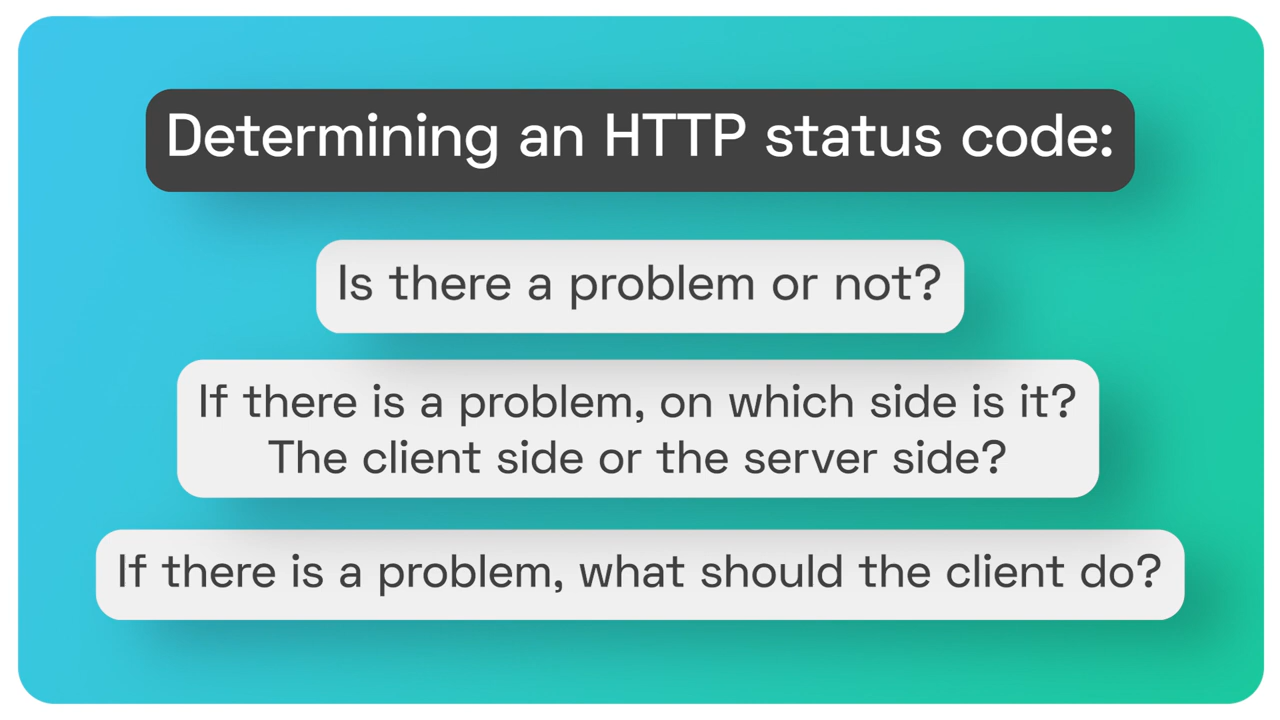 Determining an HTTP status code:
Is there a problem or not?
If there is a problem, on which side is it?
The client side or the server side?
If there is a problem, what should the client do?